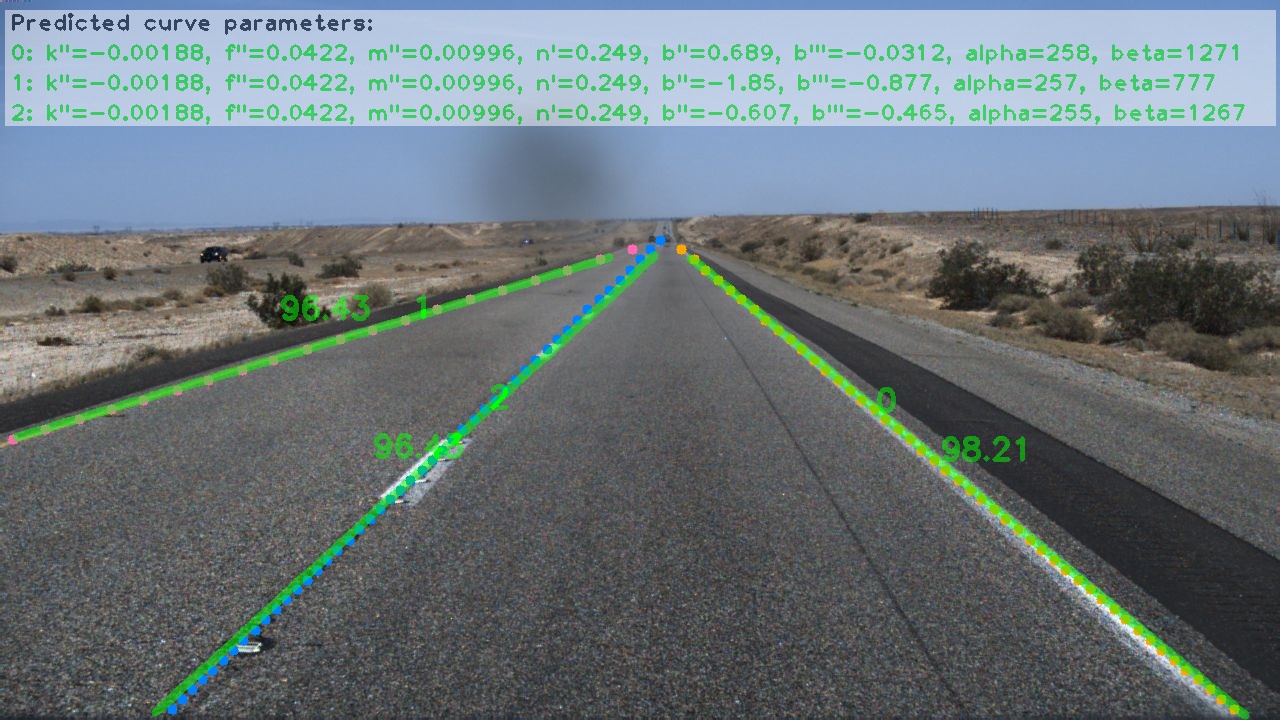 Predicted curve parameters:
0: k''=-0.00188, f''=0.0422, m''=0.00996, n'=0.249, b''=0.689, b'''=-0.0312, alpha=258, beta=1271
1: k''=-0.00188, f''=0.0422, m''=0.00996, n'=0.249, b''=-1.85, b'''=-0.877, alpha=257, beta=777
2: k''=-0.00188, f''=0.0422, m''=0.00996, n'=0.249, b''=-0.607, b'''=-0.465, alpha=255, beta=1267
96.43 1
2
0
96.43
98.21